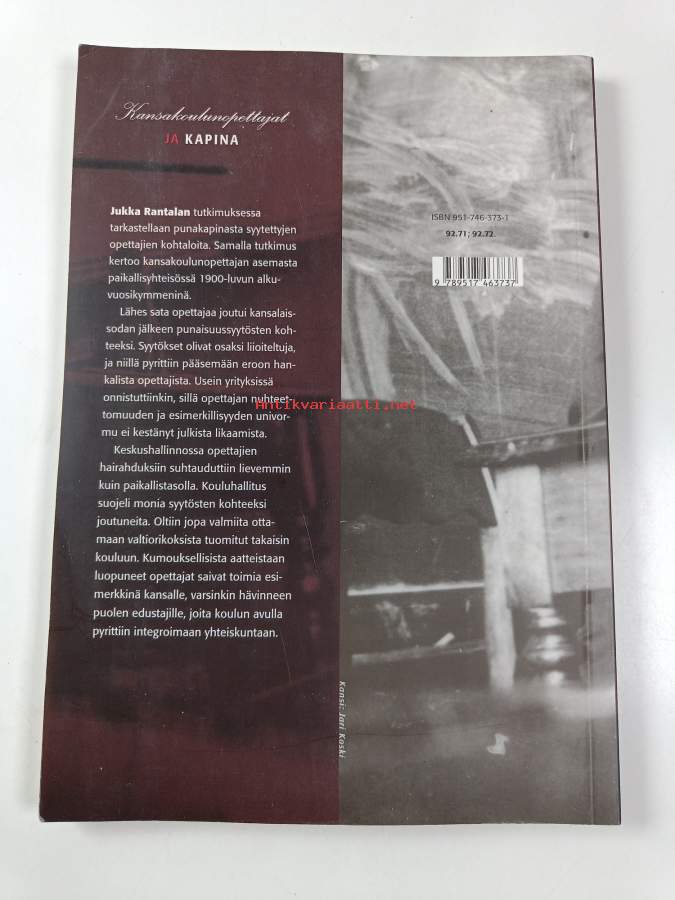 Kansakoulunopettajat
JA KAPINA
Jukka Rantalan tutkimuksessa
tarkastellaan punakapinasta syytettyjen
opettajien kohtaloita. Samalla tutkimus
kertoo kansakoulunopettajan asemasta
paikallisyhteisössä 1900-luvun alku-
vuosikymmeninä.
Lähes sata opettajaa joutui kansalais-
sodan jälkeen punaisuussyytösten koh-
teeksi. Syytökset olivat osaksi liioiteltuja,
ja niillä pyrittiin pääsemään eroon han-
kalista opettajista. Usein yrityksissä
onnistuttiinkin, sillä opettajan nuhteet-
tomuuden ja esimerkillisyyden univor-
mu ei kestänyt julkista likaamista.
Keskushallinnossa opettajien
hairahduksiin suhtauduttiin lievemmin
kuin paikallistasolla. Kouluhallitus
suojeli monia syytösten kohteeksi
joutuneita. Oltiin jopa valmiita otta-
maan valtiorikoksista tuomitut takaisin
kouluun. Kumouksellisista aatteistaan
luopuneet opettajat saivat toimia esi-
merkkinä kansalle, varsinkin hävinneen
puolen edustajille, joita koulun avulla
pyrittiin integroimaan yhteiskuntaan.
ISBN 951-746-373-1
92.71; 92.72.
9 789517 463737
Kansi: Jari Koski
Antikvariaatti.net